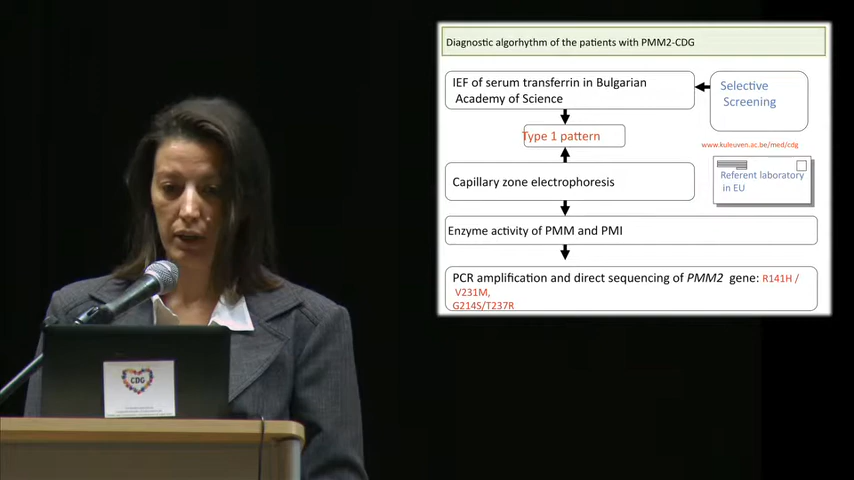 Diagnostic algorhythm of the patients with PMM2-CDG
IEF of serum transferrin in Bulgarian
Academy of Science
Selective
Screening
Type 1 pattern
www.kuleuven.ac.be/med/cdg
Referent laboratory
in EU
Capillary zone electrophoresis
Enzyme activity of PMM and PMI
PCR amplification and direct sequencing of PMM2 gene: R141H /
V231M,
G214S/T237R
CDG